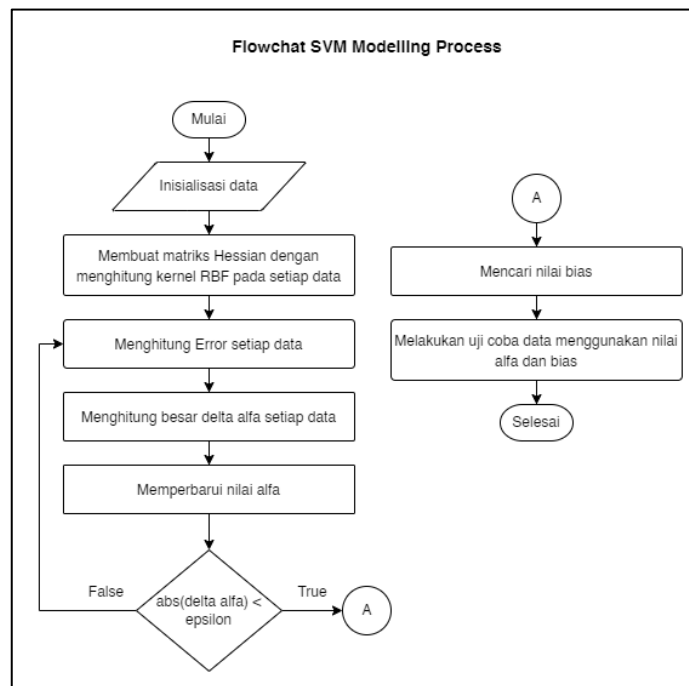 Flowchat SVM Modelling Process
Mulai
Inisialisasi data
Membuat matriks Hessian dengan
menghitung kernel RBF pada setiap data
Menghitung Error setiap data
Menghitung besar delta alfa setiap data
Memperbarui nilai alfa
False
abs(delta alfa) <
epsilon
True
A
A
Mencari nilai bias
Melakukan uji coba data menggunakan nilai
alfa dan bias
Selesai